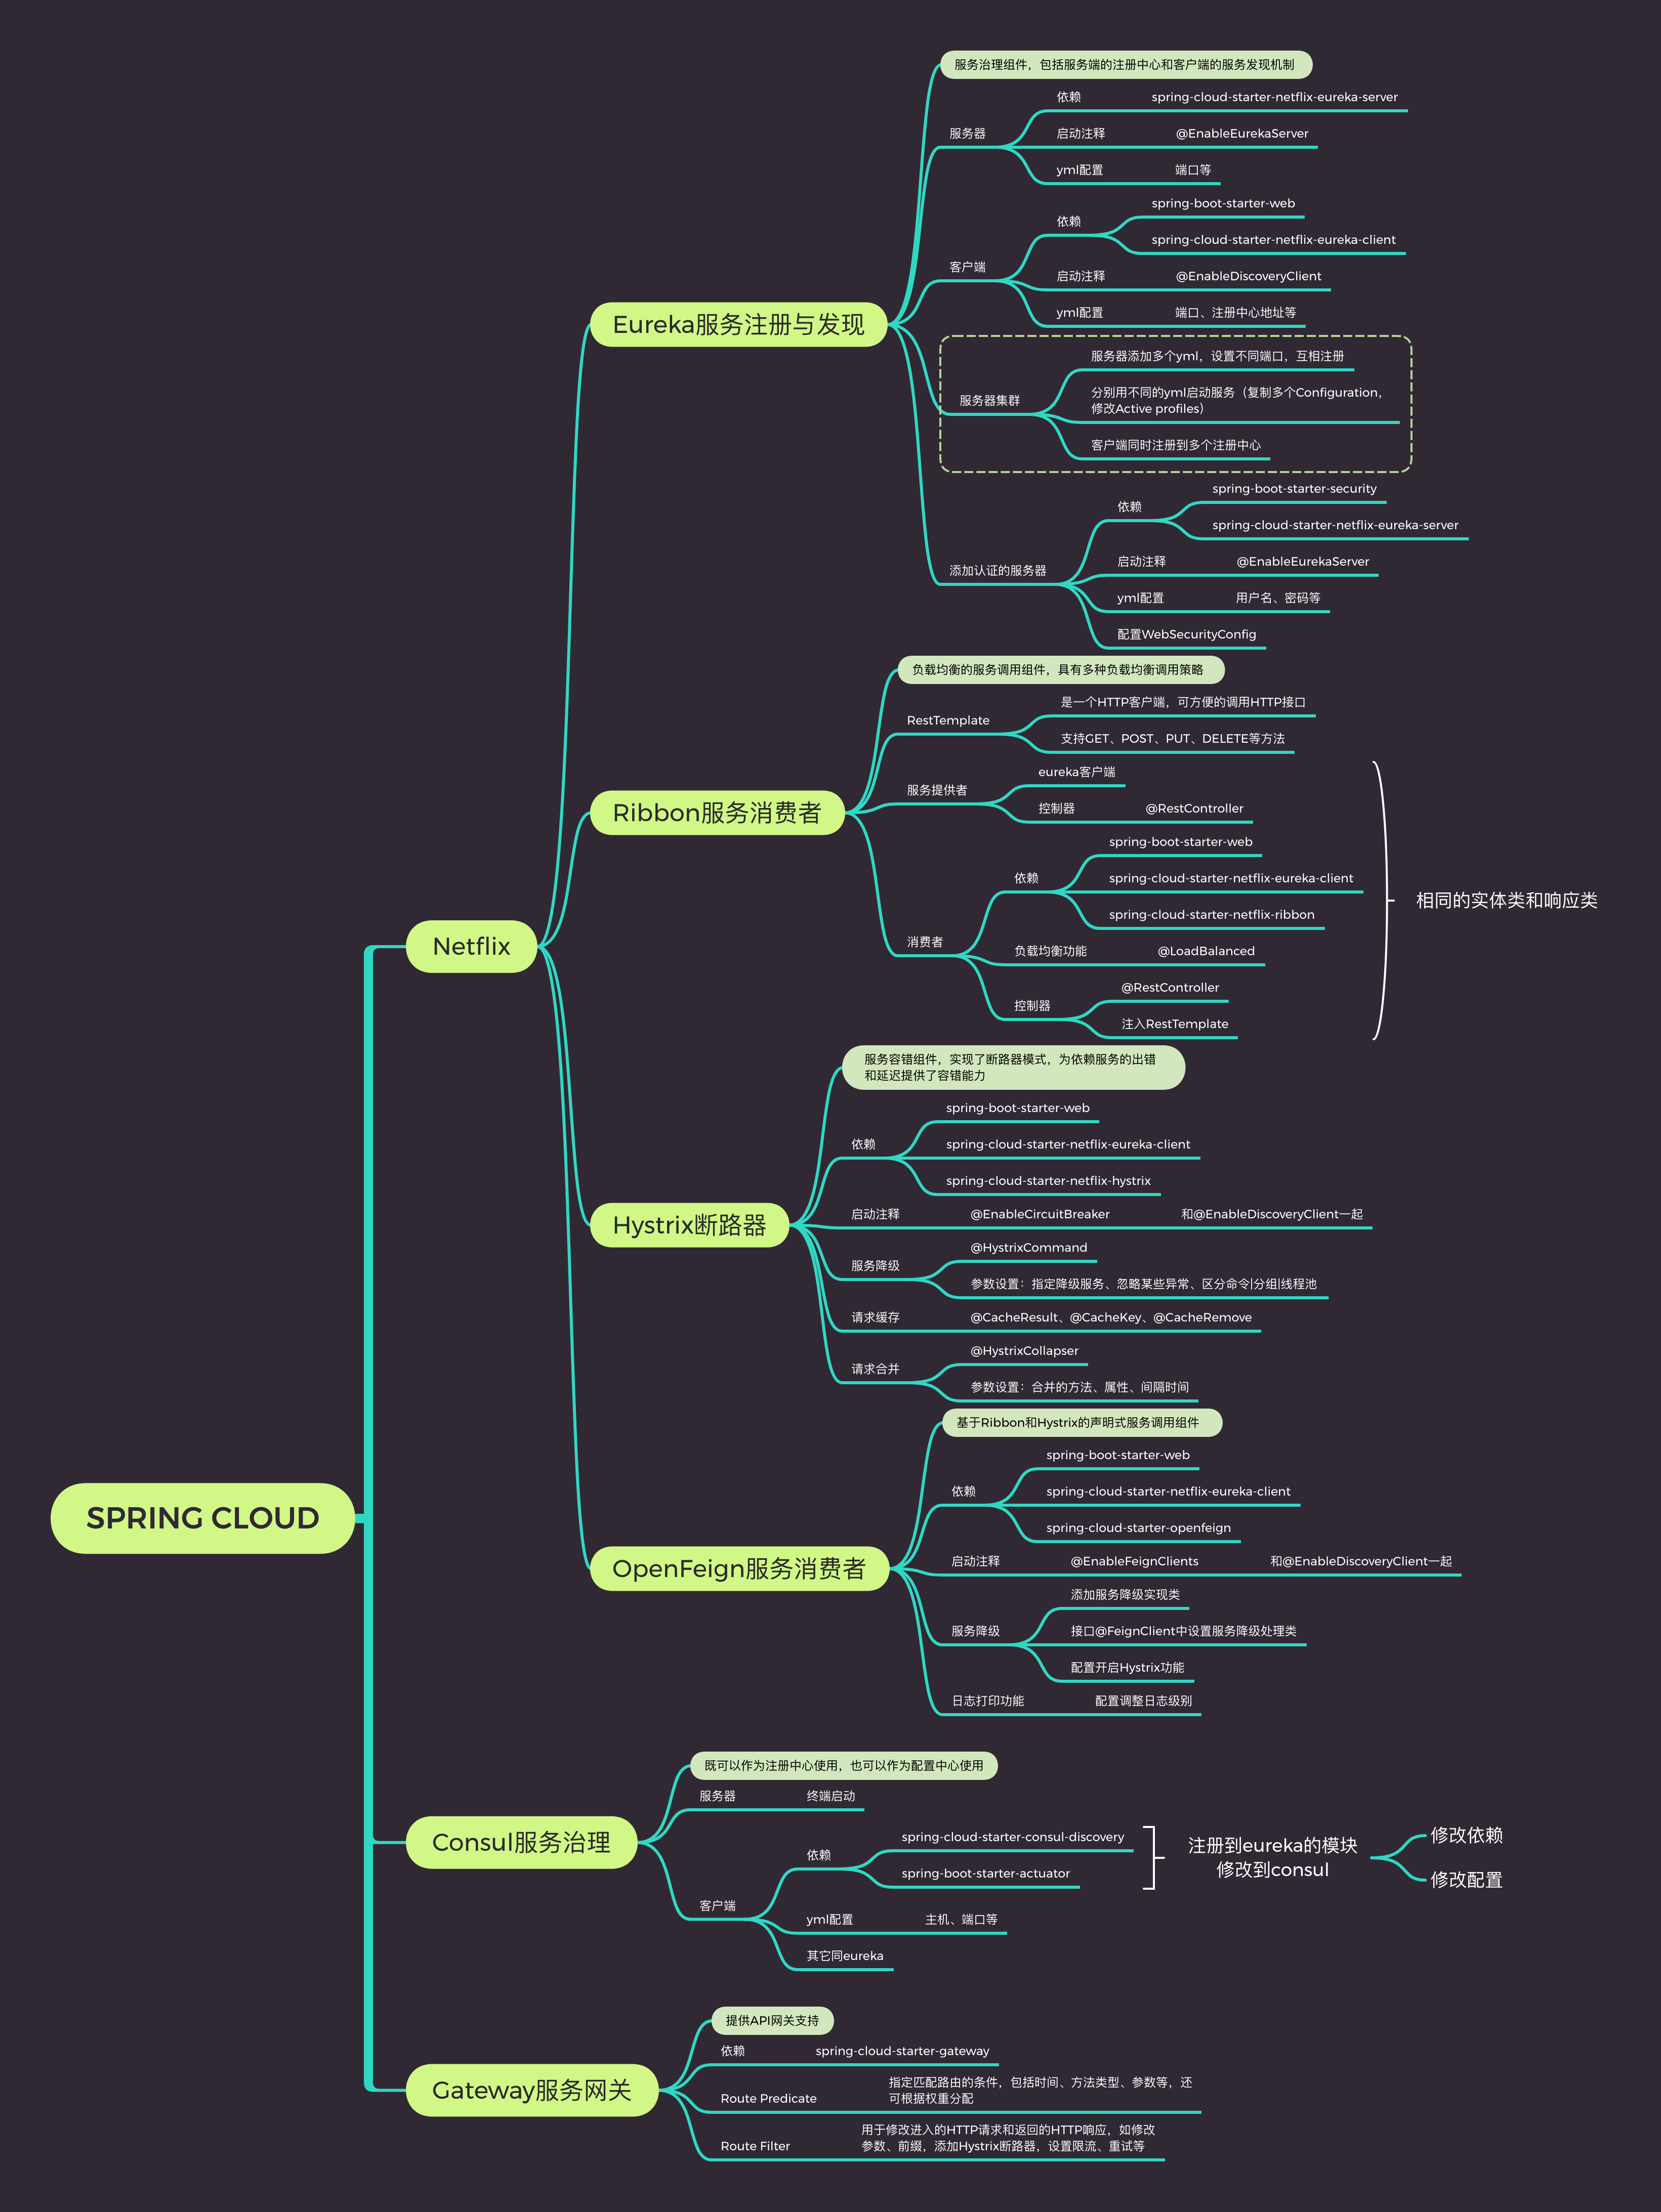 SPRING CLOUD
Netflix
Eureka服务注册与发现
服务治理组件，包括服务端的注册中心和客户端的服务发现机制
服务器
依赖
spring-cloud-starter-netflix-eureka-server
启动注释
@EnableEurekaServer
yml配置
端口等
客户端
依赖
spring-boot-starter-web
spring-cloud-starter-netflix-eureka-client
启动注释
@EnableDiscoveryClient
yml配置
端口、注册中心地址等
服务器集群
服务器添加多个yml，设置不同端口，互相注册
分别用不同的yml启动服务（复制多个Configuration，
修改Active profiles）
客户端同时注册到多个注册中心
添加认证的服务器
依赖
spring-boot-starter-security
spring-cloud-starter-netflix-eureka-server
启动注释
@EnableEurekaServer
yml配置
用户名、密码等
配置WebSecurityConfig
Ribbon服务消费者
负载均衡的服务调用组件，具有多种负载均衡调用策略
RestTemplate
是一个HTTP客户端，可方便的调用HTTP接口
支持GET、POST、PUT、DELETE等方法
服务提供者
eureka客户端
控制器
@RestController
消费者
依赖
spring-boot-starter-web
spring-cloud-starter-netflix-eureka-client
spring-cloud-starter-netflix-ribbon
负载均衡功能
@LoadBalanced
控制器
@RestController
注入RestTemplate
相同的实体类和响应类
Hystrix断路器
服务容错组件，实现了断路器模式，为依赖服务的出错
和延迟提供了容错能力
依赖
spring-boot-starter-web
spring-cloud-starter-netflix-eureka-client
spring-cloud-starter-netflix-hystrix
启动注释
@EnableCircuitBreaker
和@EnableDiscoveryClient一起
服务降级
@HystrixCommand
参数设置：指定降级服务、忽略某些异常、区分命令|分组|线程池
请求缓存
@CacheResult、@CacheKey、@CacheRemove
请求合并
@HystrixCollapser
参数设置：合并的方法、属性、间隔时间
OpenFeign服务消费者
基于Ribbon和Hystrix的声明式服务调用组件
依赖
spring-boot-starter-web
spring-cloud-starter-netflix-eureka-client
spring-cloud-starter-openfeign
启动注释
@EnableFeignClients
和@EnableDiscoveryClient一起
服务降级
添加服务降级实现类
接口@FeignClient中设置服务降级处理类
配置开启Hystrix功能
日志打印功能
配置调整日志级别
Consul服务治理
既可以作为注册中心使用，也可以作为配置中心使用
服务器
终端启动
客户端
依赖
spring-cloud-starter-consul-discovery
spring-boot-starter-actuator
注册到eureka的模块
修改到consul
修改依赖
修改配置
yml配置
主机、端口等
其它同eureka
Gateway服务网关
提供API网关支持
依赖
spring-cloud-starter-gateway
Route Predicate
指定匹配路由的条件，包括时间、方法类型、参数等，还
可根据权重分配
Route Filter
用于修改进入的HTTP请求和返回的HTTP响应，如修改
参数、前缀，添加Hystrix断路器，设置限流、重试等